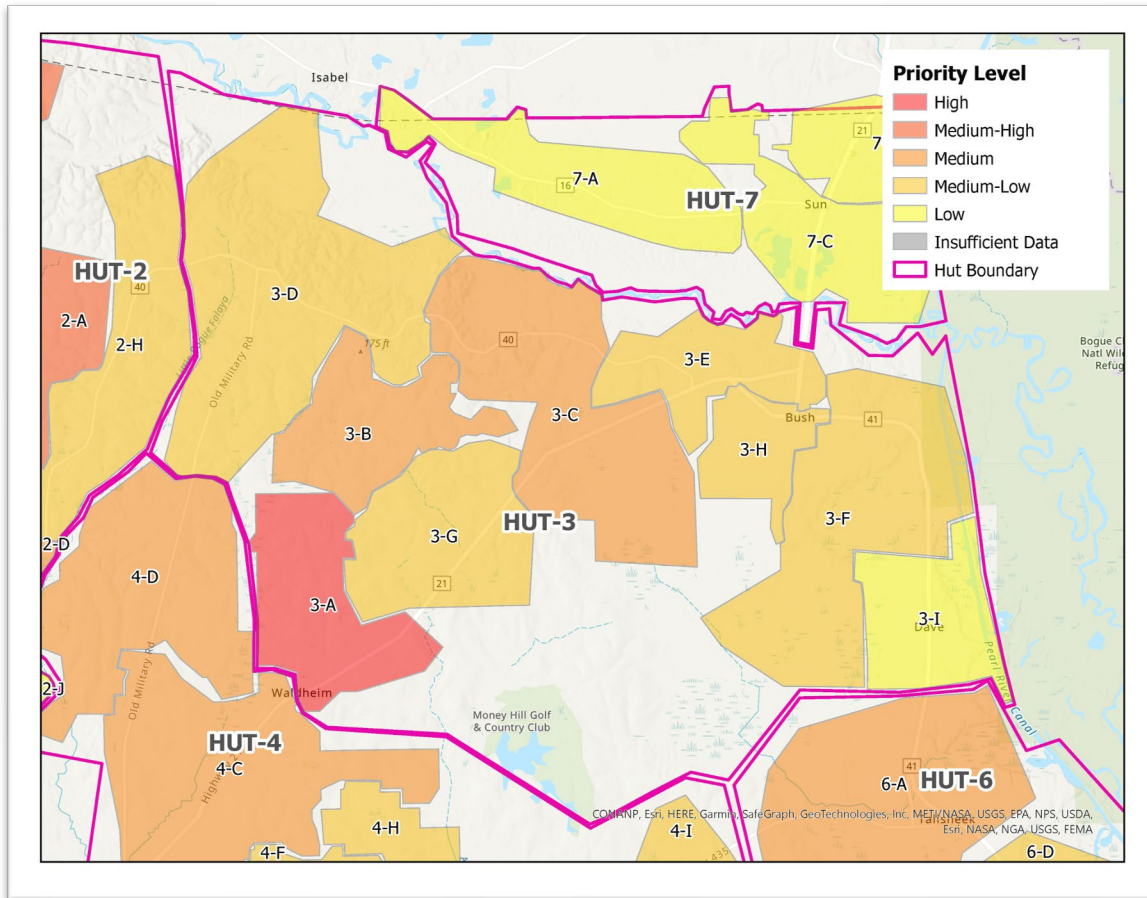 Isabel
Priority Level
High
Medium-High
Medium
Medium-Low
Low
Insufficient Data
Hut Boundary
21
7-A
16
HUT-7
Sun
7-C
HUT-2
40
3-D
2-A
2-H
Old Military Rd
175 ft
40
3-E
Bogue C
Natl Wil
Refug
3-C
Bush
41
3-B
3-H
HUT-3
3-F
3-G
2-D
4-D
21
3-A
3-I
Dave
Old Military Rd
2-J
Waldheim
Pearl River
Canal
Money Hill Golf
& Country Club
HUT-4
4-C
41
6-A
HUT-6
4-H
4-I
CONANP, Esri, HERE, Garmin, SafeGraph, GeoTechnologies, Inc, METI/NASA, USGS, EPA, NPS, USDA,
Esri, NASA, NGA, USGS, FEMA
Talisheek
4-F
435
6-D